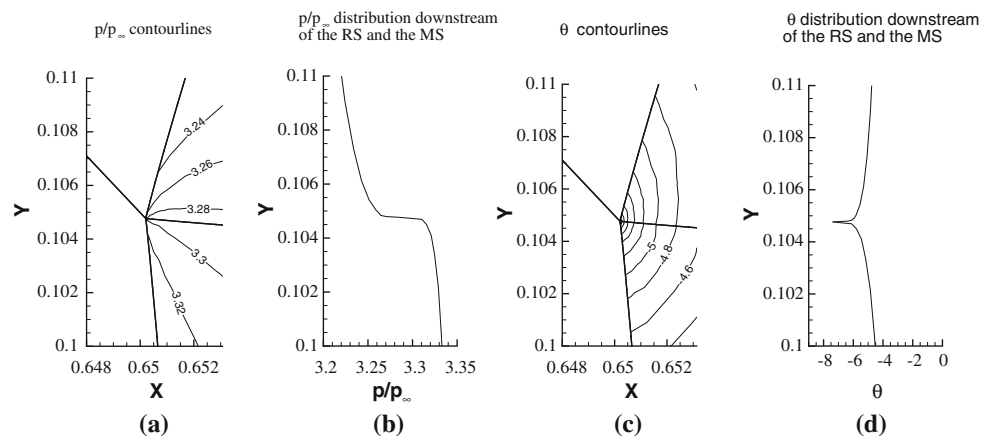 p/p∞ contourlines
p/p∞ distribution downstream
of the RS and the MS
θ contourlines
θ distribution downstream
of the RS and the MS
0.11
0.108
0.106
0.104
0.102
0.1
Y
3.24
3.26
3.28
3.3
3.32
0.648
0.65
0.652
X
(a)
0.11
0.108
0.106
0.104
0.102
0.1
Y
3.2
3.25
3.3
3.35
p/p∞
(b)
0.11
0.108
0.106
0.104
0.102
0.1
Y
-5
-4.8
-4.6
0.648
0.65
0.652
X
(c)
0.11
0.108
0.106
0.104
0.102
0.1
Y
-8
-6
-4
-2
0
θ
(d)